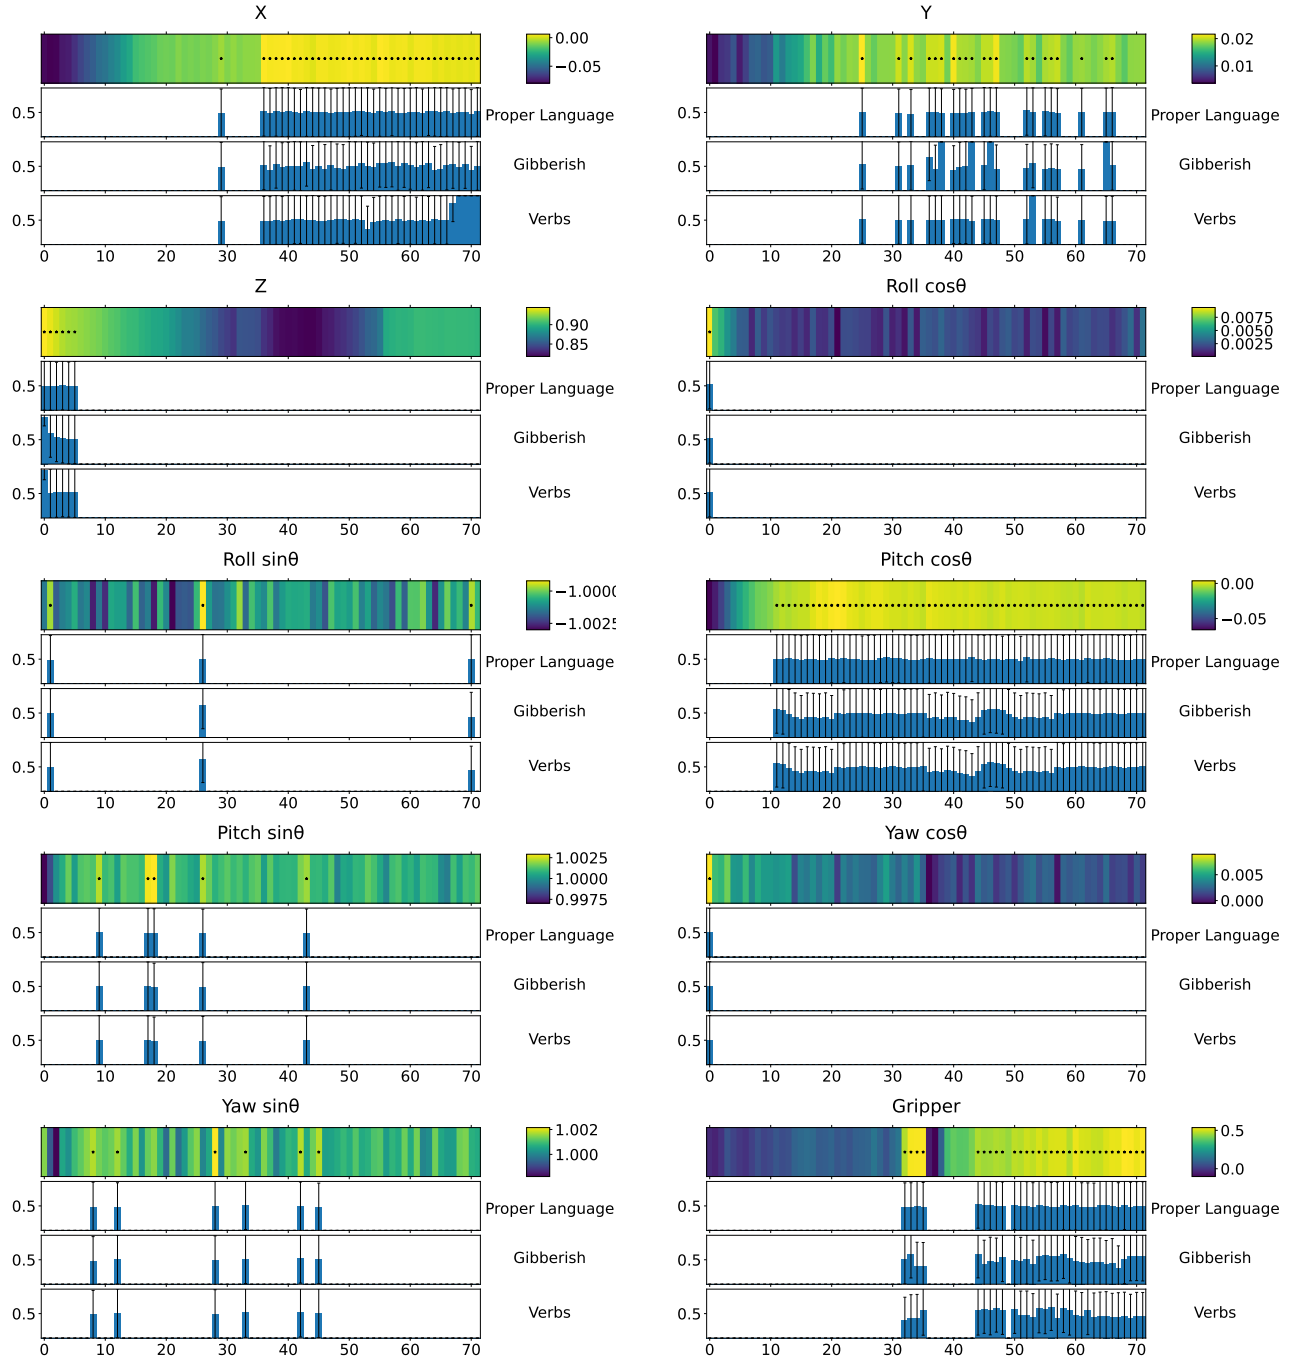 X
0.00
−0.05
0.5
Proper Language
Gibberish
0.5
Verbs
0 10 20 30 40 50 60 70
Y
0.02
0.01
0.5
Proper Language
0.5
Gibberish
0.5
Verbs
0 10 20 30 40 50 60 70
Z
0.90
0.85
0.5
Proper Language
0.5
Gibberish
0.5
Verbs
0 10 20 30 40 50 60 70
Roll cosθ
0.0075
0.0050
0.0025
0.5
Proper Language
0.5
Gibberish
0.5
Verbs
0 10 20 30 40 50 60 70
Roll sinθ
−1.0000
−1.0025
0.5
Proper Language
0.5
Gibberish
0.5
Verbs
0 10 20 30 40 50 60 70
Pitch cosθ
0.00
−0.05
0.5
Proper Language
0.5
Gibberish
0.5
Verbs
0 10 20 30 40 50 60 70
Pitch sinθ
1.0025
1.0000
0.9975
0.5
Proper Language
0.5
Gibberish
0.5
Verbs
0 10 20 30 40 50 60 70
Yaw cosθ
0.005
0.000
0.5
Proper Language
0.5
Gibberish
0.5
Verbs
0 10 20 30 40 50 60 70
Yaw sinθ
1.002
1.000
0.5
Proper Language
0.5
Gibberish
0.5
Verbs
0 10 20 30 40 50 60 70
Gripper
0.5
0.0
0.5
Proper Language
0.5
Gibberish
0.5
Verbs
0 10 20 30 40 50 60 70